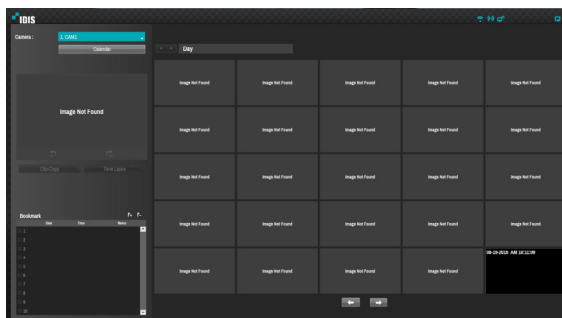 IDIS
Camera :
1. CAM1
Calendar
Day
Image Not Found
Image Not Found Image Not Found Image Not Found Image Not Found Image Not Found
Image Not Found Image Not Found Image Not Found Image Not Found Image Not Found
Image Not Found Image Not Found Image Not Found Image Not Found Image Not Found
Image Not Found Image Not Found Image Not Found Image Not Found Image Not Found
Image Not Found Image Not Found Image Not Found Image Not Found
Clip-Copy Time Lapse
Bookmark
Date Time Memo
1
2
3
4
5
6
7
8
9
10